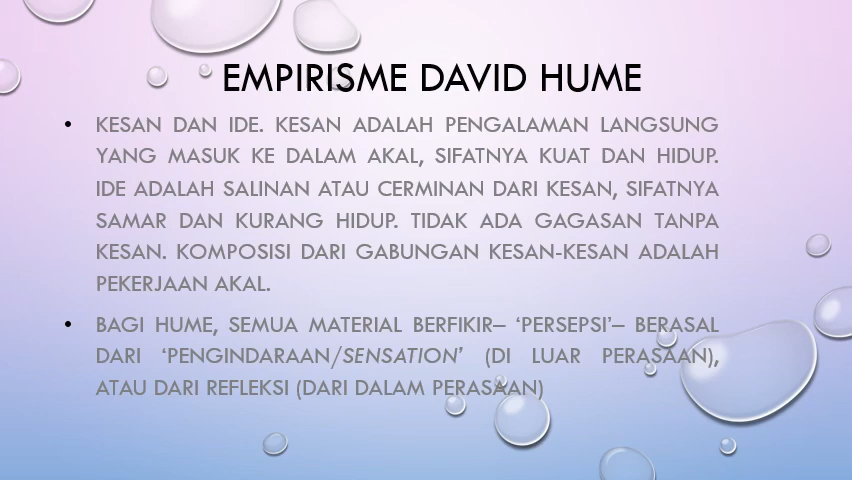 EMPIRISME DAVID HUME
• KESAN DAN IDE. KESAN ADALAH PENGALAMAN LANGSUNG
YANG MASUK KE DALAM AKAL, SIFATNYA KUAT DAN HIDUP.
IDE ADALAH SALINAN ATAU CERMINAN DARI KESAN, SIFATNYA
SAMAR DAN KURANG HIDUP. TIDAK ADA GAGASAN TANPA
KESAN. KOMPOSISI DARI GABUNGAN KESAN-KESAN ADALAH
PEKERJAAN AKAL.
• BAGI HUME, SEMUA MATERIAL BERFIKIR– ‘PERSEPSI’– BERASAL
DARI ‘PENGINDARAAN/SENSATION’ (DI LUAR PERASAAN),
ATAU DARI REFLEKSI (DARI DALAM PERASAAN)